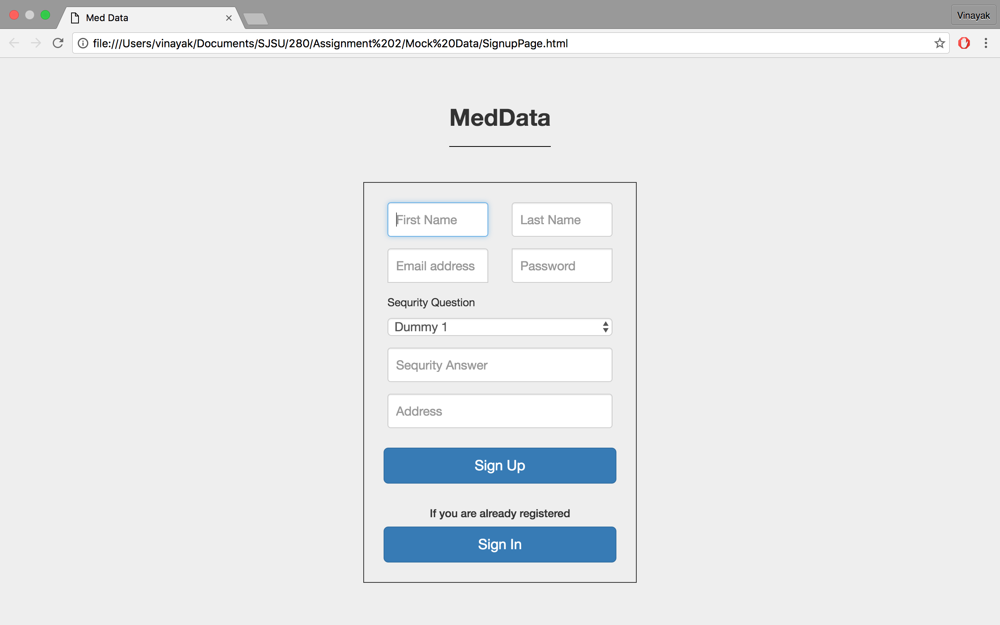 Med Data
Vinayak
file:///Users/vinayak/Documents/SJSU/280/Assignment%202/Mock%20Data/SignupPage.html
MedData
First Name
Last Name
Email address
Password
Sequrity Question
Dummy 1
Sequrity Answer
Address
Sign Up
If you are already registered
Sign In